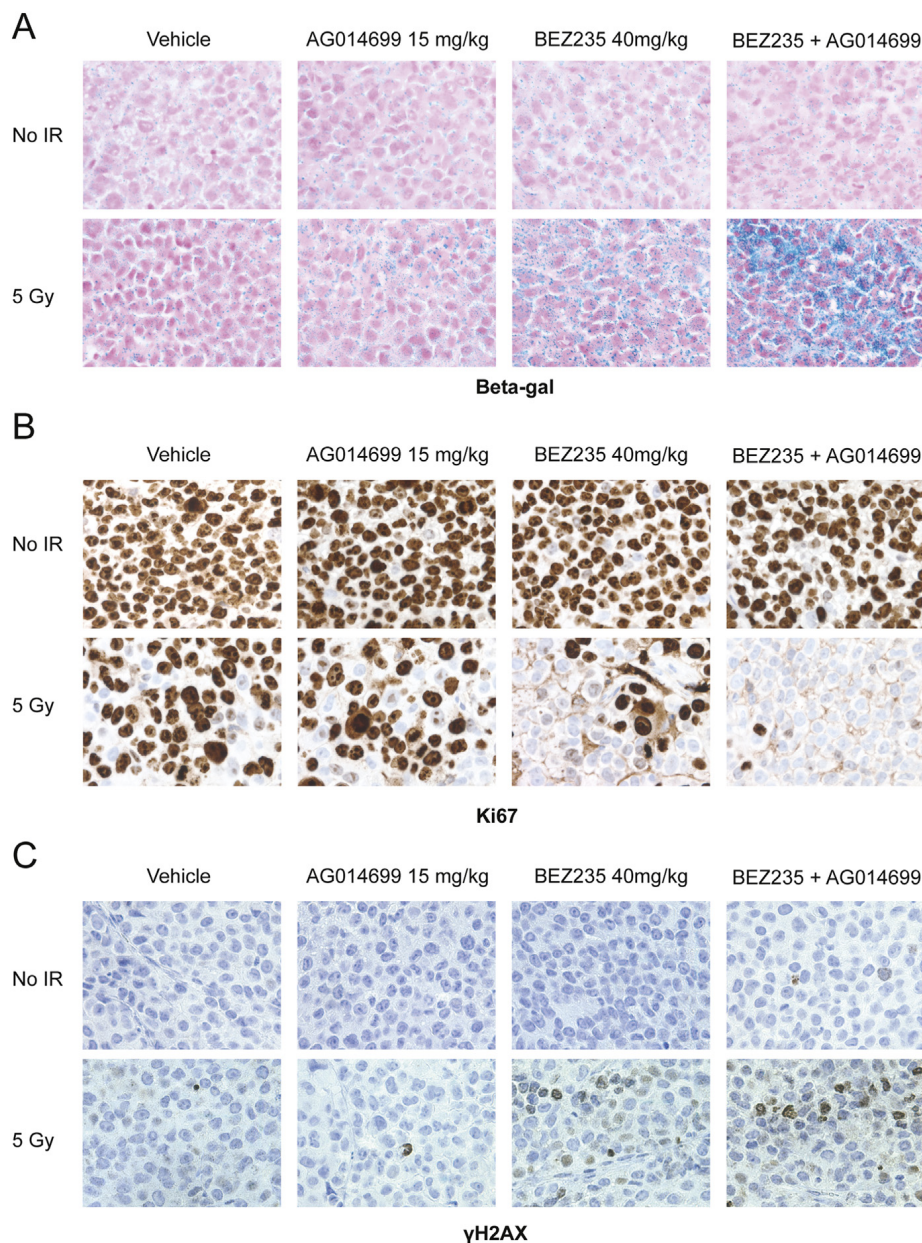 A
Vehicle AG014699 15 mg/kg BEZ235 40mg/kg BEZ235 + AG014699
No IR
5 Gy
Beta-gal
B
Vehicle AG014699 15 mg/kg BEZ235 40mg/kg BEZ235 + AG014699
No IR
5 Gy
Ki67
C
Vehicle AG014699 15 mg/kg BEZ235 40mg/kg BEZ235 + AG014699
No IR
5 Gy
γH2AX